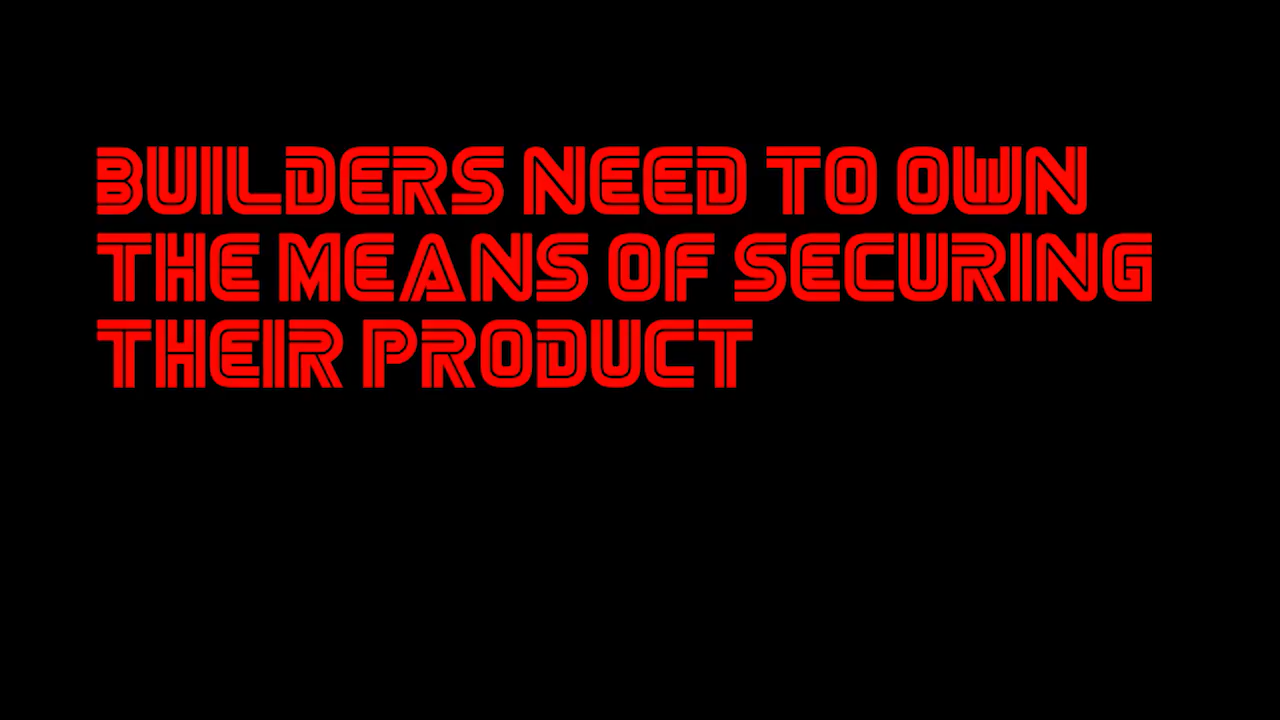 BUILDERS NEED TO OWN
THE MEANS OF SECURING
THEIR PRODUCT